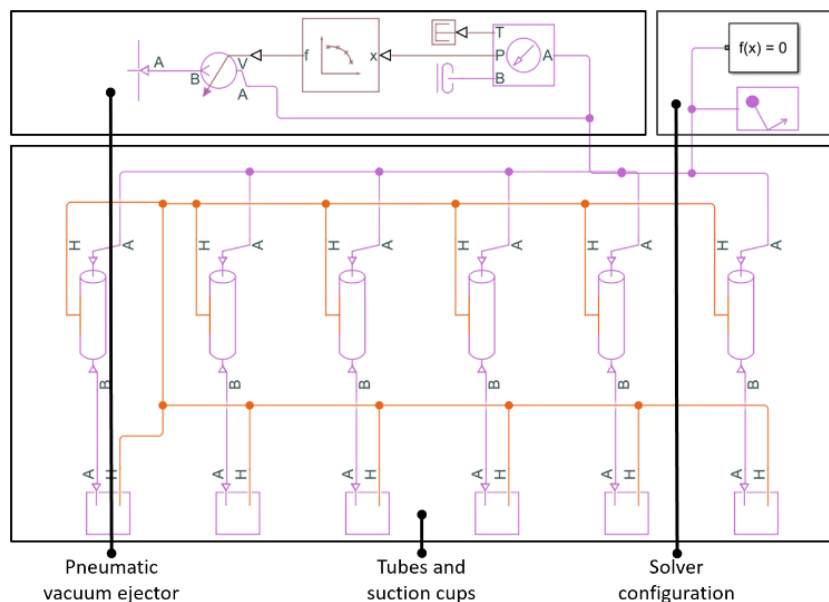 T
A
B
V
A
f
x
P
A
B
f(x) = 0
H
A
H
A
H
A
H
A
H
A
H
A
B
B
B
B
B
B
A
H
A
H
A
H
A
H
A
H
A
H
Pneumatic
vacuum ejector
Tubes and
suction cups
Solver
configuration